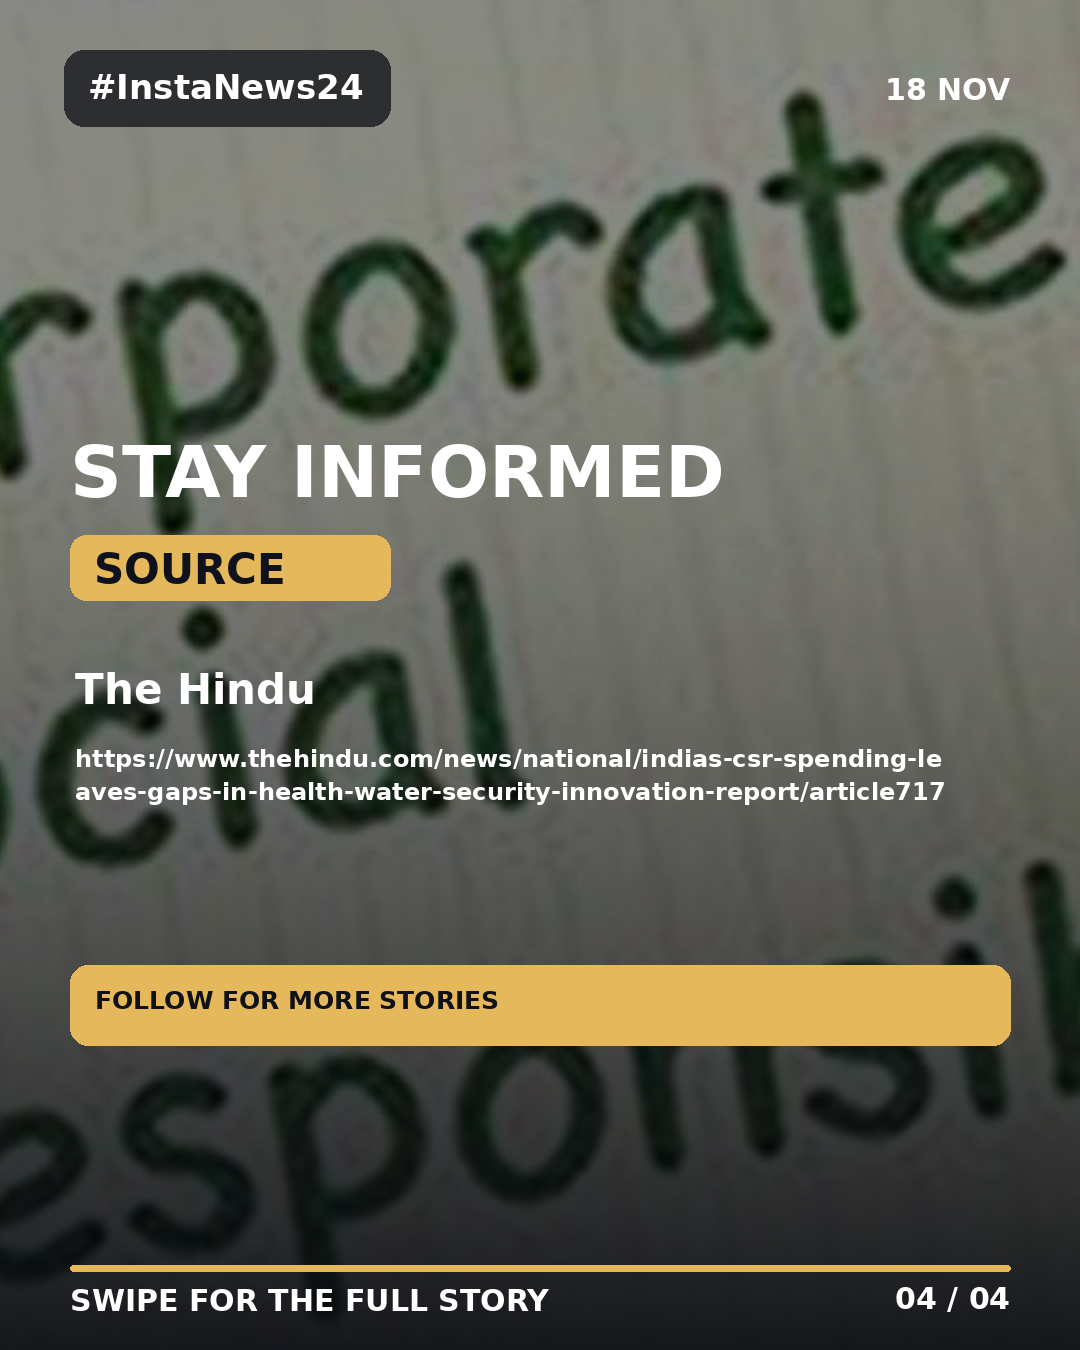 #InstaNews24
18 NOV
rporate
STAY INFORMED
SOURCE
ocial
The Hindu
https://www.thehindu.com/news/national/indias-csr-spending-le
aves-gaps-in-health-water-security-innovation-report/article717
FOLLOW FOR MORE STORIES
esponsib
SWIPE FOR THE FULL STORY
04 / 04